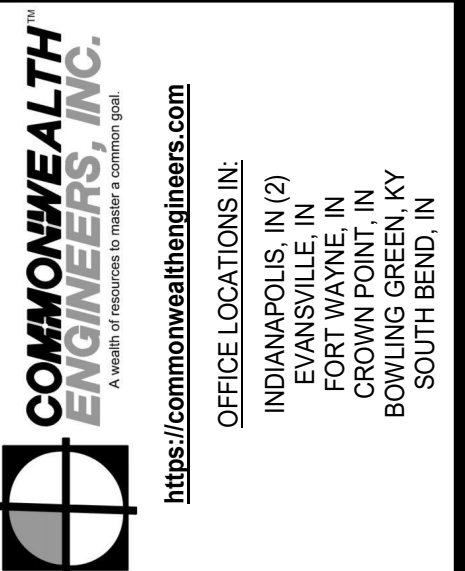 COMMONWEALTH™
ENGINEERS, INC.
A wealth of resources to master a common goal.
https://commonwealthengineers.com
OFFICE LOCATIONS IN:
INDIANAPOLIS, IN (2)
EVANSVILLE, IN
FORT WAYNE, IN
CROWN POINT, IN
BOWLING GREEN, KY
SOUTH BEND, IN